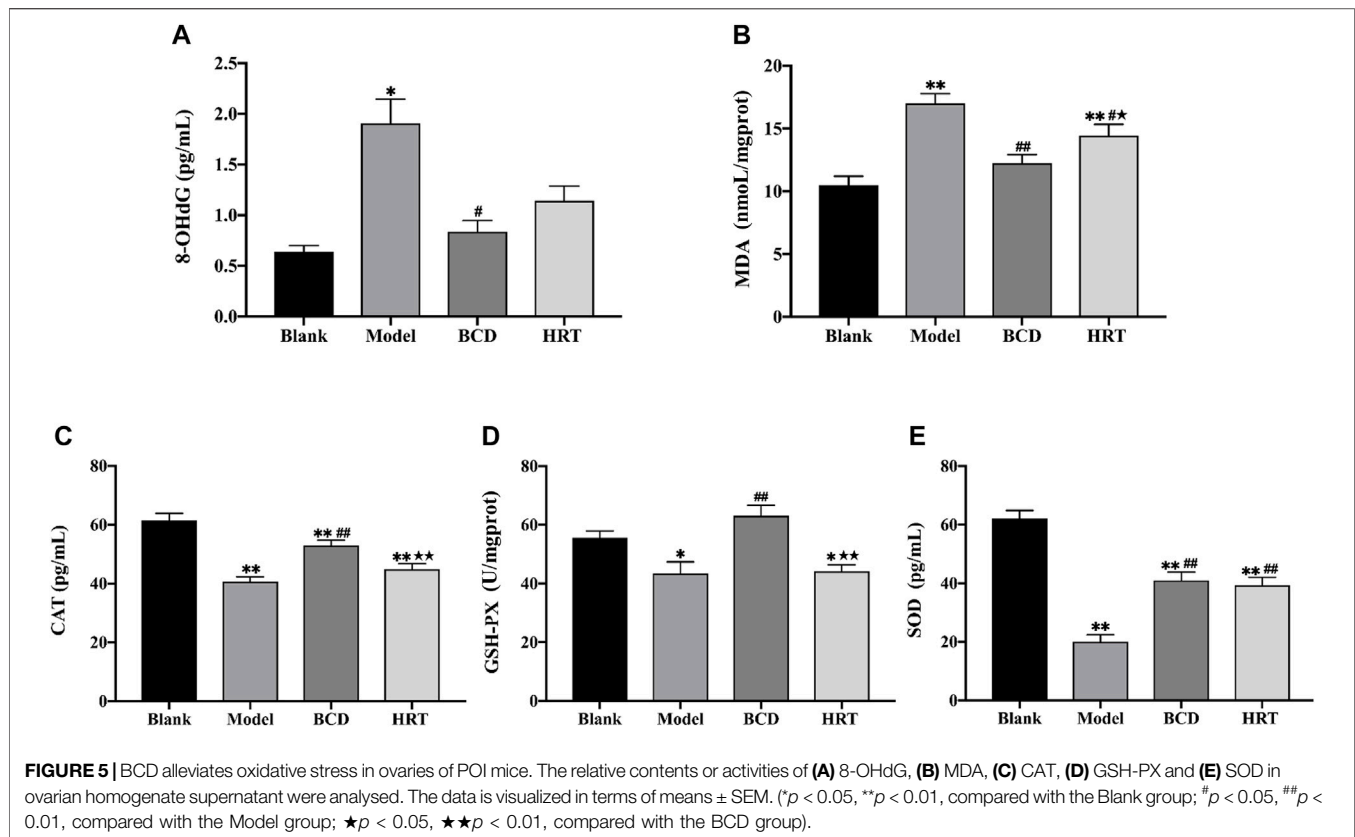 A
2.5
2.0
1.5
1.0
0.5
0.0
8-OHdG (pg/mL)
*
#
Blank Model BCD HRT
B
20
15
10
5
0
MDA (nmoL/mgprot)
**
##
** #★
Blank Model BCD HRT
C
80
60
40
20
0
CAT (pg/mL)
**
** ##
** ★★
Blank Model BCD HRT
D
80
60
40
20
0
GSH-PX (U/mgprot)
*
##
* ★★
Blank Model BCD HRT
E
80
60
40
20
0
SOD (pg/mL)
**
** ##
** ##
Blank Model BCD HRT
FIGURE 5 | BCD alleviates oxidative stress in ovaries of POI mice. The relative contents or activities of (A) 8-OHdG, (B) MDA, (C) CAT, (D) GSH-PX and (E) SOD in
ovarian homogenate supernatant were analysed. The data is visualized in terms of means ± SEM. (*p < 0.05, **p < 0.01, compared with the Blank group; #p < 0.05, ##p <
0.01, compared with the Model group; ★p < 0.05, ★★p < 0.01, compared with the BCD group).